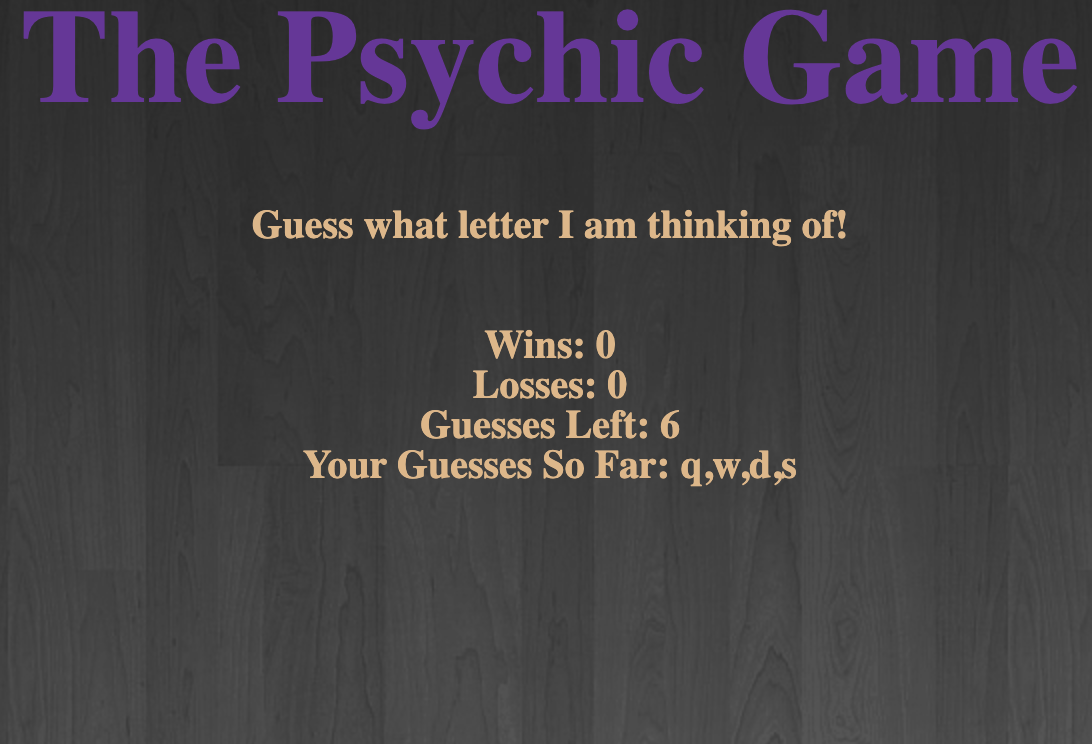 The Psychic Game
Guess what letter I am thinking of!
Wins: 0
Losses: 0
Guesses Left: 6
Your Guesses So Far: q,w,d,s